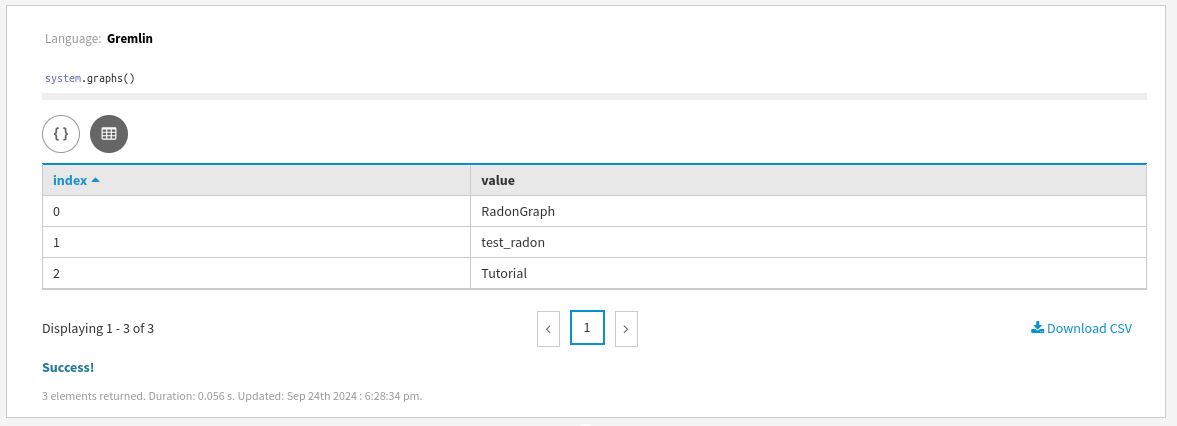 Language: Gremlin
system.graphs()
{ }
index value
0 RadonGraph
1 test_radon
2 Tutorial
Displaying 1 - 3 of 3 < 1 > Download CSV
Success!
3 elements returned. Duration: 0.056 s. Updated: Sep 24th 2024 : 6:28:34 pm.